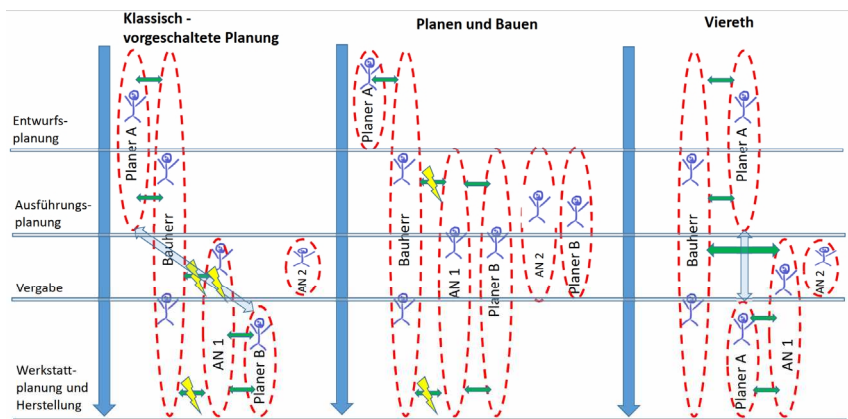 Klassisch -
vorgeschaltete Planung
Planen und Bauen
Viereth
Entwurfs-
planung
Ausführungs-
planung
Vergabe
Werkstatt-
planung und
Herstellung
Planer A
Bauherr
AN 1
Planer B
AN 2
Planer A
Bauherr
AN 1
Planer B
AN 2
Planer B
Bauherr
Planer A
Planer A
AN 1
AN 2